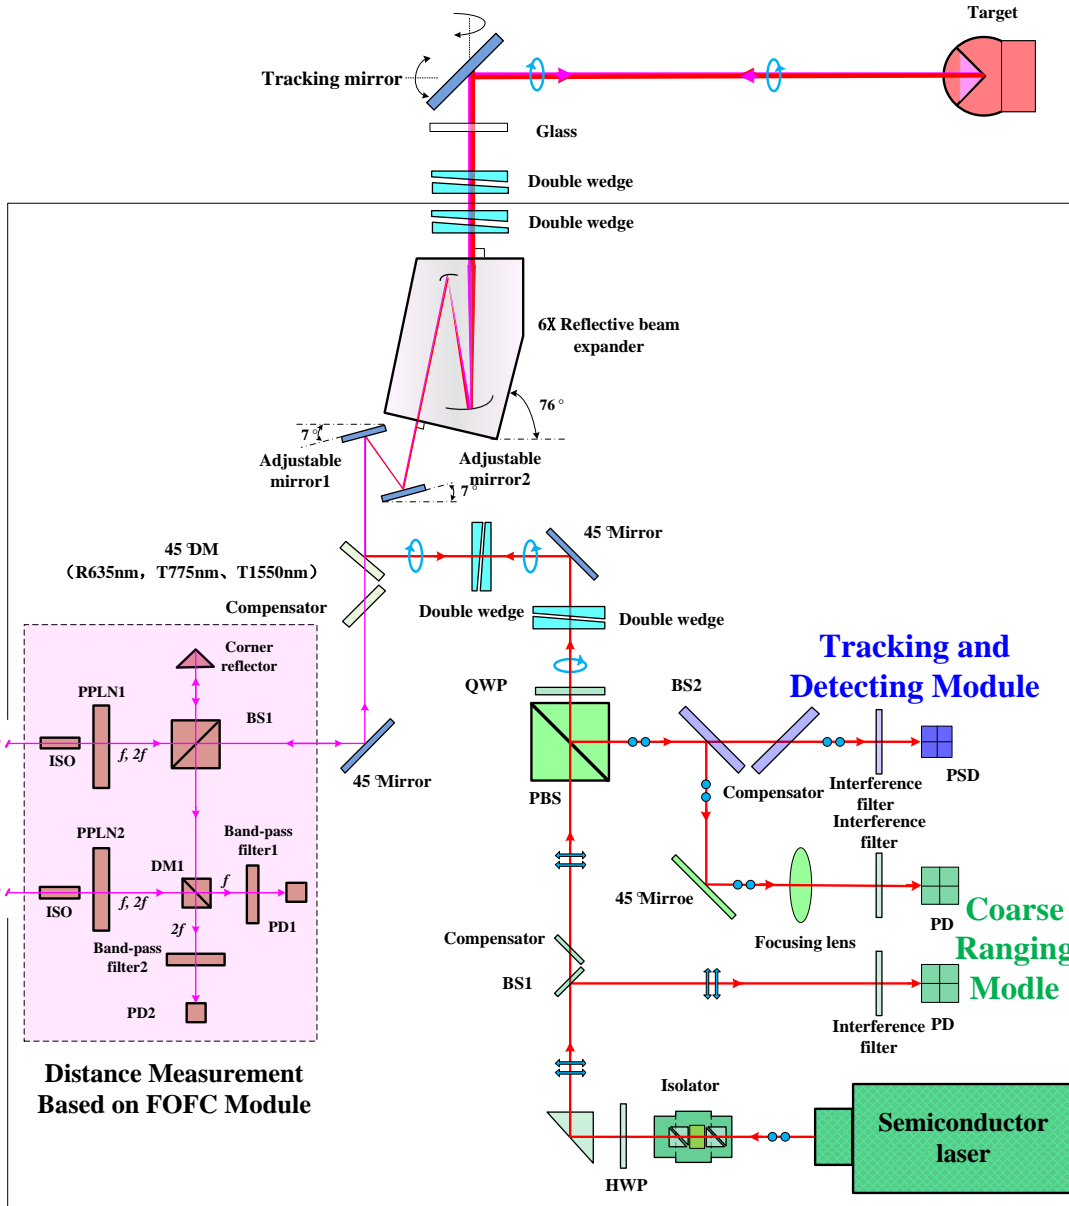 Target
Tracking mirror
Glass
Double wedge
Double wedge
6X Reflective beam
expander
76°
7°
Adjustable
mirror1
Adjustable
mirror2
7°
45°Mirror
45°DM
（R635nm，T775nm、T1550nm）
Compensator
Double wedge
Double wedge
Corner
reflector
Tracking and
Detecting Module
PPLN1
BS1
QWP
BS2
ISO
f, 2f
45°Mirror
PBS
Compensator
Interference
filter
PSD
Interference
filter
PPLN2
Band-pass
filter1
DM1
f
ISO
f, 2f
PD1
2f
45°Mirroe
Focusing lens
PD
Coarse
Ranging
Modle
Band-pass
filter2
Compensator
BS1
PD2
Interference
filter
PD
Distance Measurement
Based on FOFC Module
Isolator
Semiconductor
laser
HWP